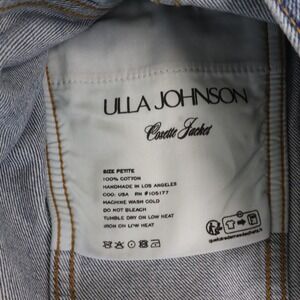 ULLA JOHNSON
Cosette Jacket
SIZE PETITE
100% COTTON
HANDMADE IN LOS ANGELES
COO: USA RN #105177
MACHINE WASH COLD
DO NOT BLEACH
TUMBLE DRY ON LOW HEAT
IRON ON LOW HEAT